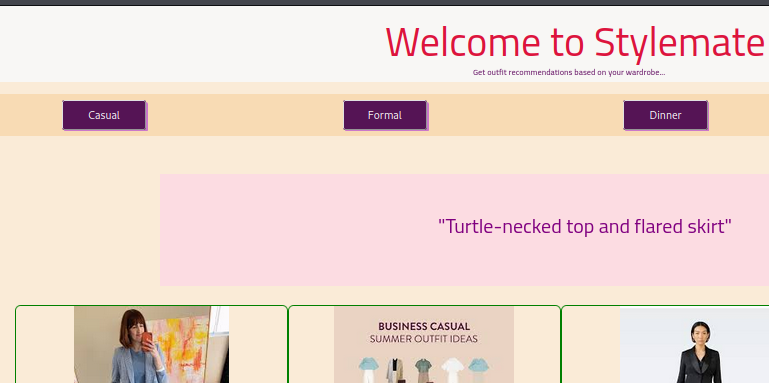 Welcome to Stylemate
Get outfit recommendations based on your wardrobe...
Casual
Formal
Dinner
"Turtle-necked top and flared skirt"
BUSINESS CASUAL
SUMMER OUTFIT IDEAS